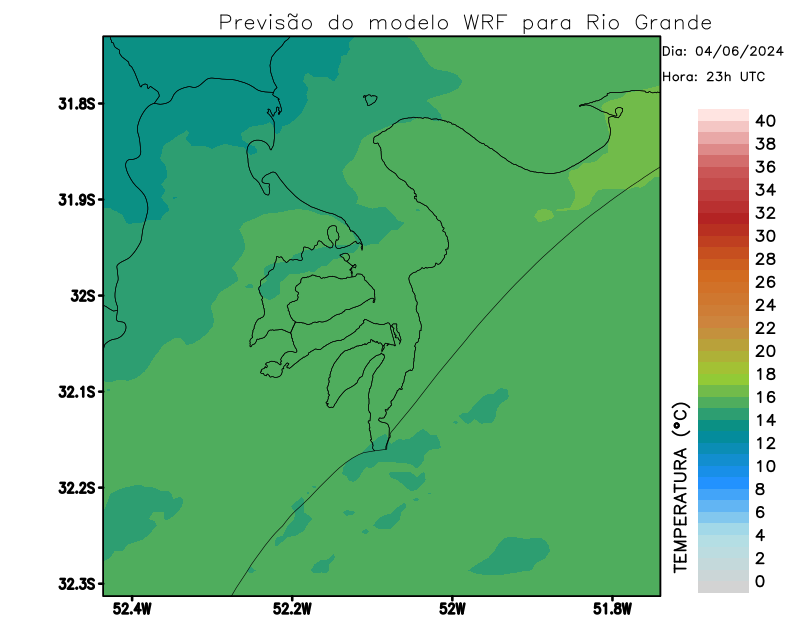 Previsão do modelo WRF para Rio Grande
Dia: 04/06/2024
Hora: 23h UTC
31.8S
31.9S
32S
32.1S
32.2S
32.3S
52.4W
52.2W
52W
51.8W
TEMPERATURA (°C)
40
38
36
34
32
30
28
26
24
22
20
18
16
14
12
10
8
6
4
2
0